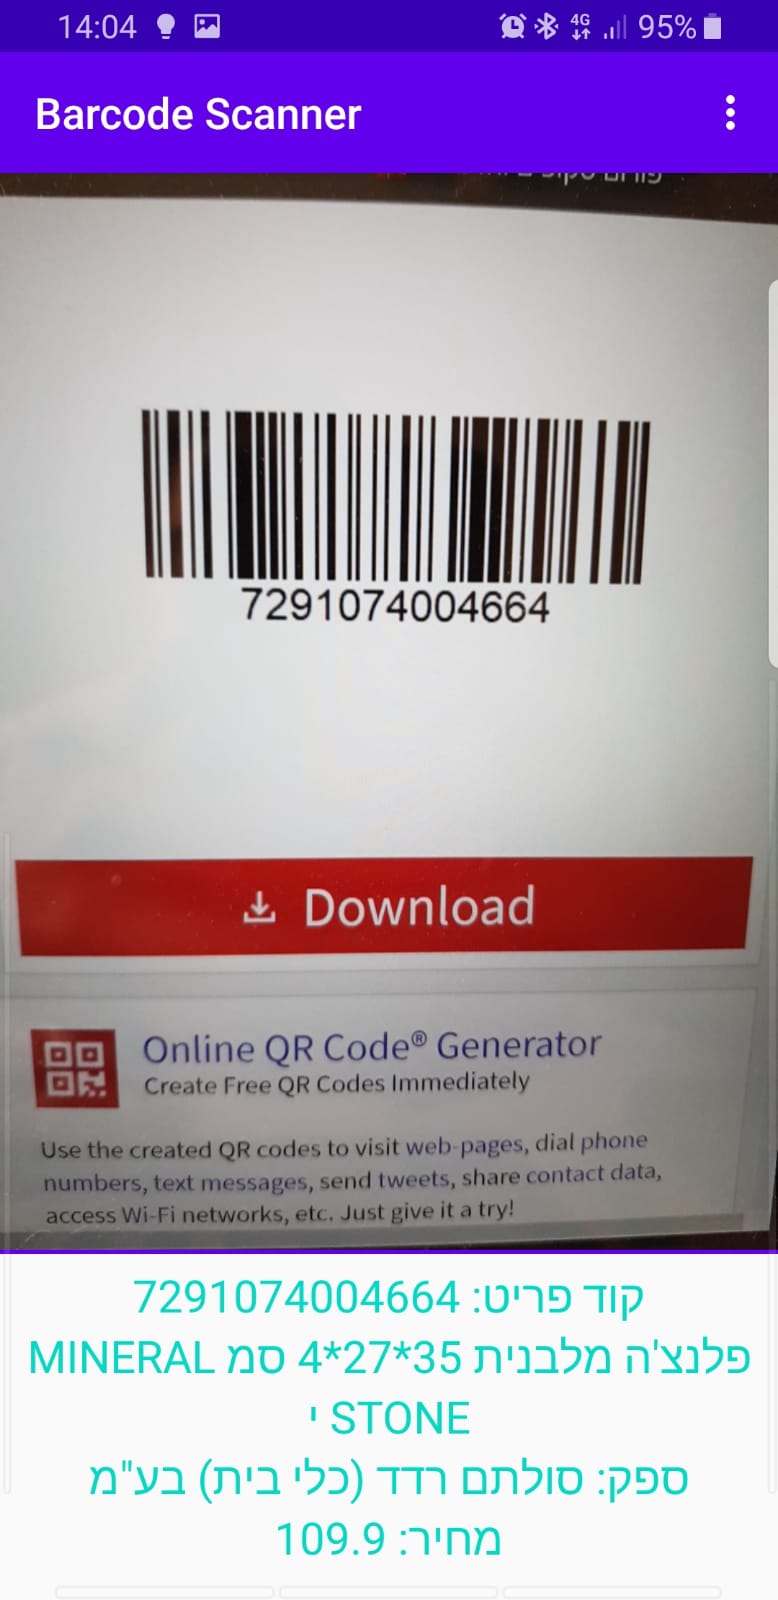 14:04
4G
95%
Barcode Scanner
7291074004664
Download
Online QR Code® Generator
Create Free QR Codes Immediately
Use the created QR codes to visit web-pages, dial phone
numbers, text messages, send tweets, share contact data,
access Wi-Fi networks, etc. Just give it a try!
קוד פריט: 7291074004664
פלנצ'ה מלבנית 35*27*4 סמ MINERAL
STONE י
ספק: סולתם רדד (כלי בית) בע"מ
מחיר: 109.9